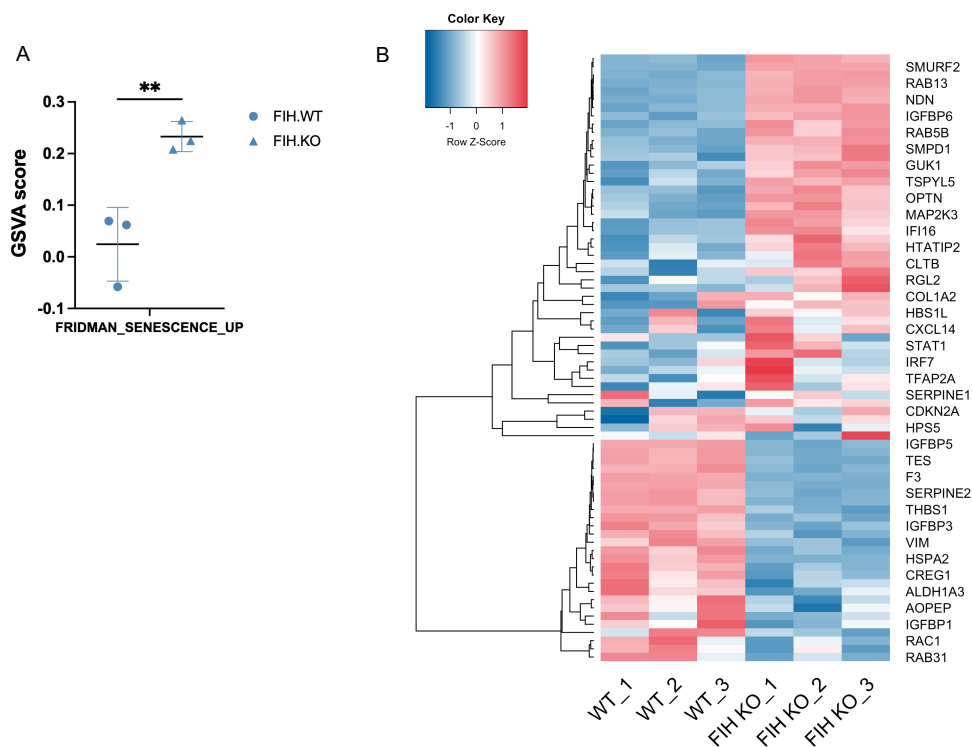 A
**
0.3
0.2
0.1
0.0
-0.1
GSVA score
FRIDMAN_SENESCENCE_UP
FIH.WT
FIH.KO
B
Color Key
-1 0 1
Row Z-Score
SMURF2
RAB13
NDN
IGFBP6
RAB5B
SMPD1
GUK1
TSPYL5
OPTN
MAP2K3
IFI16
HTATIP2
CLTB
RGL2
COL1A2
HBS1L
CXCL14
STAT1
IRF7
TFAP2A
SERPINE1
CDKN2A
HPS5
IGFBP5
TES
F3
SERPINE2
THBS1
IGFBP3
VIM
HSPA2
CREG1
ALDH1A3
AOPEP
IGFBP1
RAC1
RAB31
WT_1
WT_2
WT_3
FIH KO_1
FIH KO_2
FIH KO_3